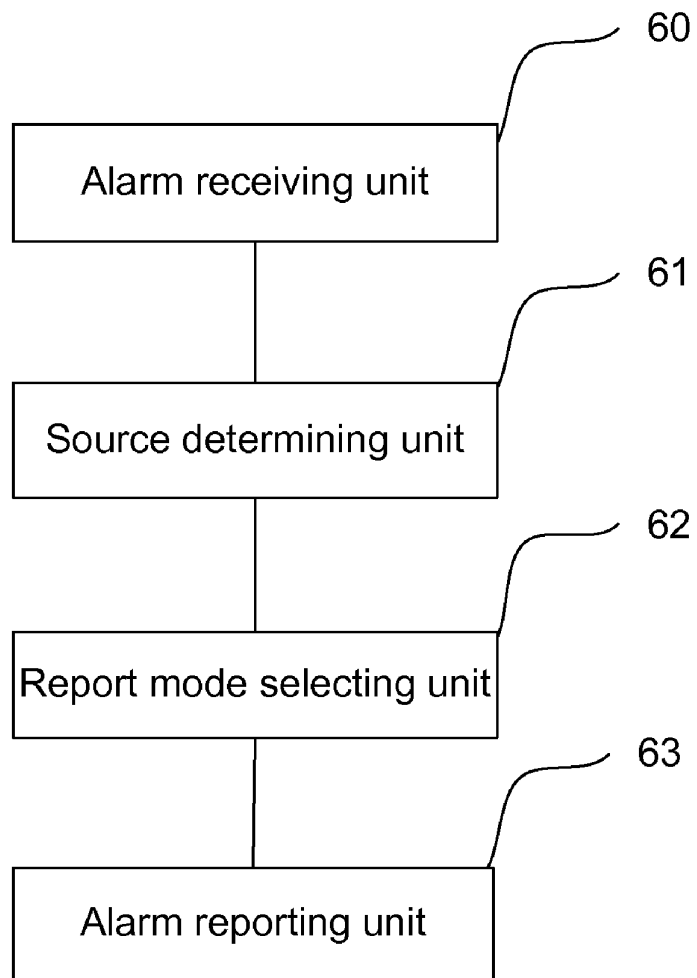 60
Alarm receiving unit
61
Source determining unit
62
Report mode selecting unit
63
Alarm reporting unit